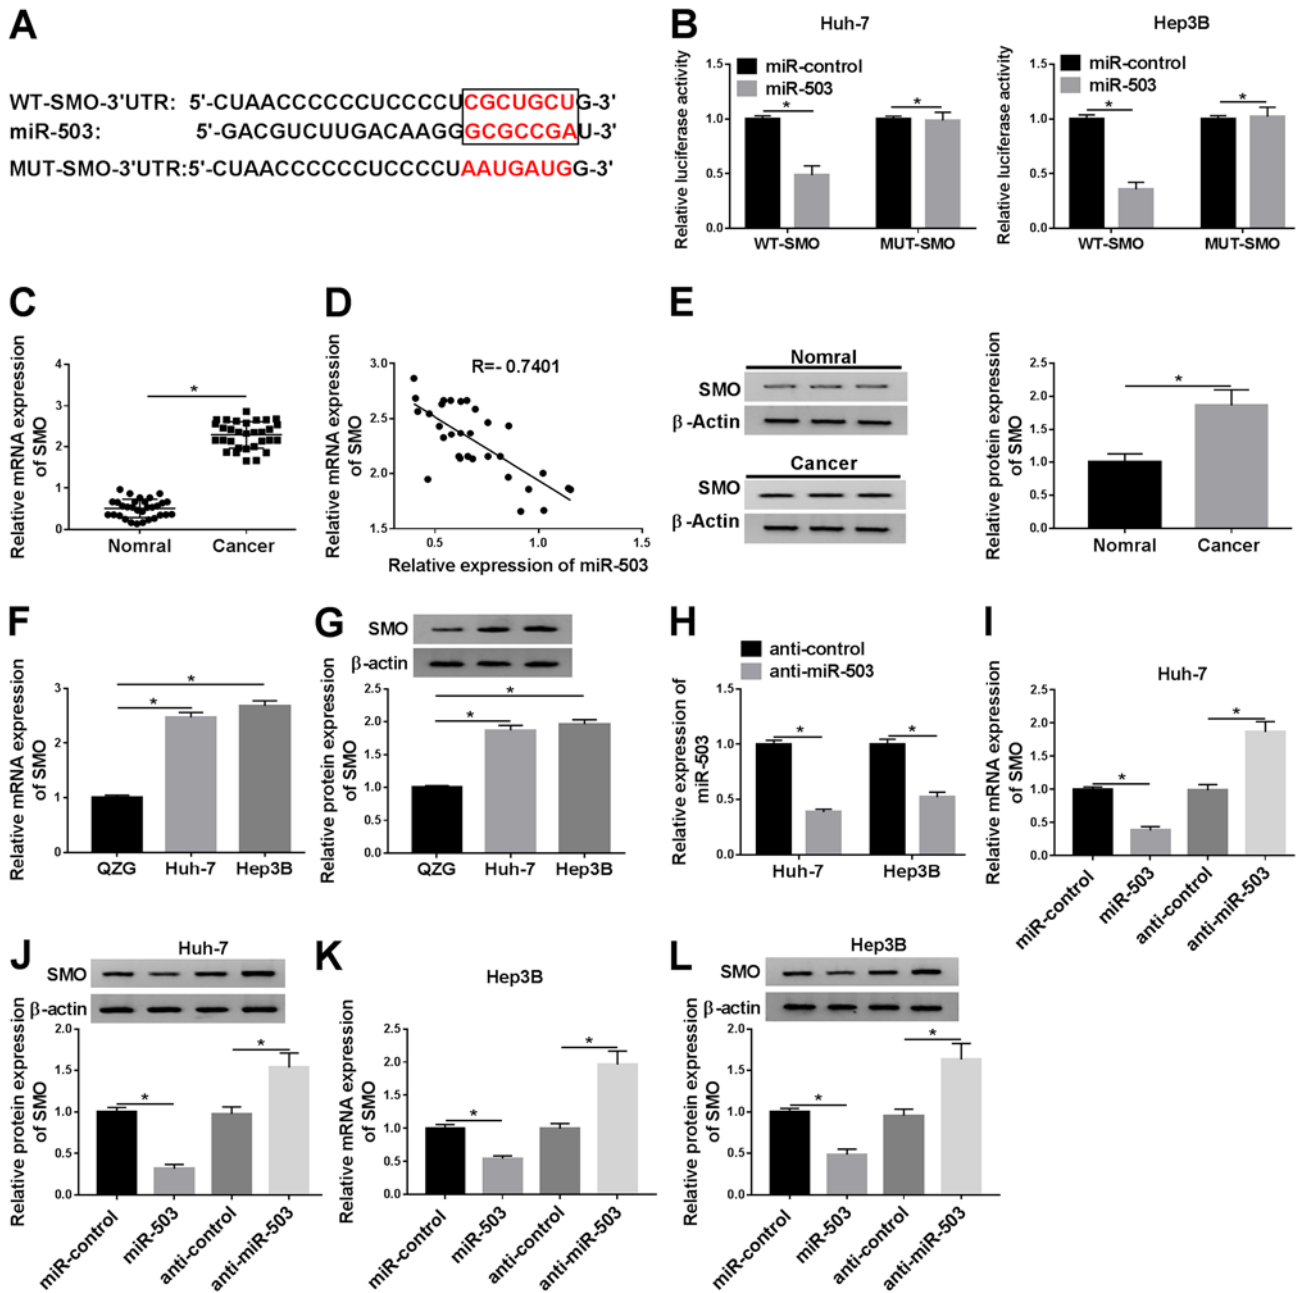 A
WT-SMO-3'UTR: 5'-CUAACCCCCCUCCCCUCGCUGCUG-3'
miR-503: 5'-GACGUCUUGACAAGGGCGCCGAU-3'
MUT-SMO-3'UTR:5'-CUAACCCCCCUCCCCUAAUGAUGG-3'
B
Huh-7
Relative luciferase activity
miR-control
miR-503
1.5
1.0
0.5
0.0
*
*
WT-SMO
MUT-SMO
Hep3B
Relative luciferase activity
miR-control
miR-503
1.5
1.0
0.5
0.0
*
*
WT-SMO
MUT-SMO
C
Relative mRNA expression
of SMO
4
3
2
1
0
*
Nomral
Cancer
D
Relative mRNA expression
of SMO
3.0
2.5
2.0
1.5
R=- 0.7401
0.5
1.0
1.5
Relative expression of miR-503
E
Nomral
SMO
β-Actin
Cancer
SMO
β-Actin
Relative protein expression
of SMO
2.5
2.0
1.5
1.0
0.5
0.0
*
Nomral
Cancer
F
Relative mRNA expression
of SMO
3
2
1
0
*
*
QZG
Huh-7
Hep3B
G
SMO
β-actin
Relative protein expression
of SMO
2.5
2.0
1.5
1.0
0.5
0.0
*
*
QZG
Huh-7
Hep3B
H
anti-control
anti-miR-503
Relative expression of
miR-503
1.5
1.0
0.5
0.0
*
*
Huh-7
Hep3B
I
Huh-7
Relative mRNA expression
of SMO
2.5
2.0
1.5
1.0
0.5
0.0
*
*
miR-control
miR-503
anti-control
anti-miR-503
J
Huh-7
SMO
β-actin
Relative protein expression
of SMO
2.0
1.5
1.0
0.5
0.0
*
*
miR-control
miR-503
anti-control
anti-miR-503
K
Hep3B
Relative mRNA expression
of SMO
2.5
2.0
1.5
1.0
0.5
0.0
*
*
miR-control
miR-503
anti-control
anti-miR-503
L
Hep3B
SMO
β-actin
Relative protein expression
of SMO
2.0
1.5
1.0
0.5
0.0
*
*
miR-control
miR-503
anti-control
anti-miR-503